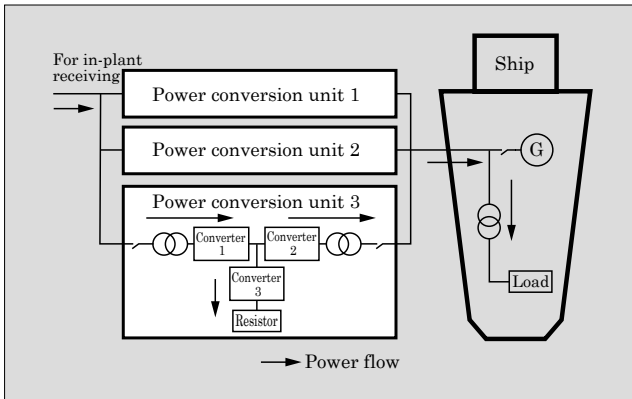 For in-plant
receiving
Power conversion unit 1
Power conversion unit 2
Power conversion unit 3
Converter
1
Converter
2
Converter
3
Resistor
Power flow
Ship
G
Load